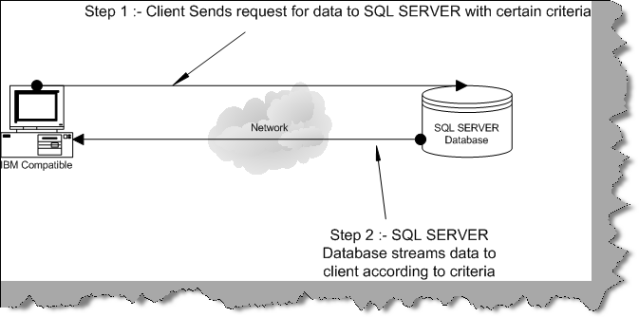 Step 1 :- Client Sends request for data to SQL SERVER with certain criteria
Network
SQL SERVER
Database
IBM Compatible
Step 2 :- SQL SERVER
Database streams data to
client according to criteria